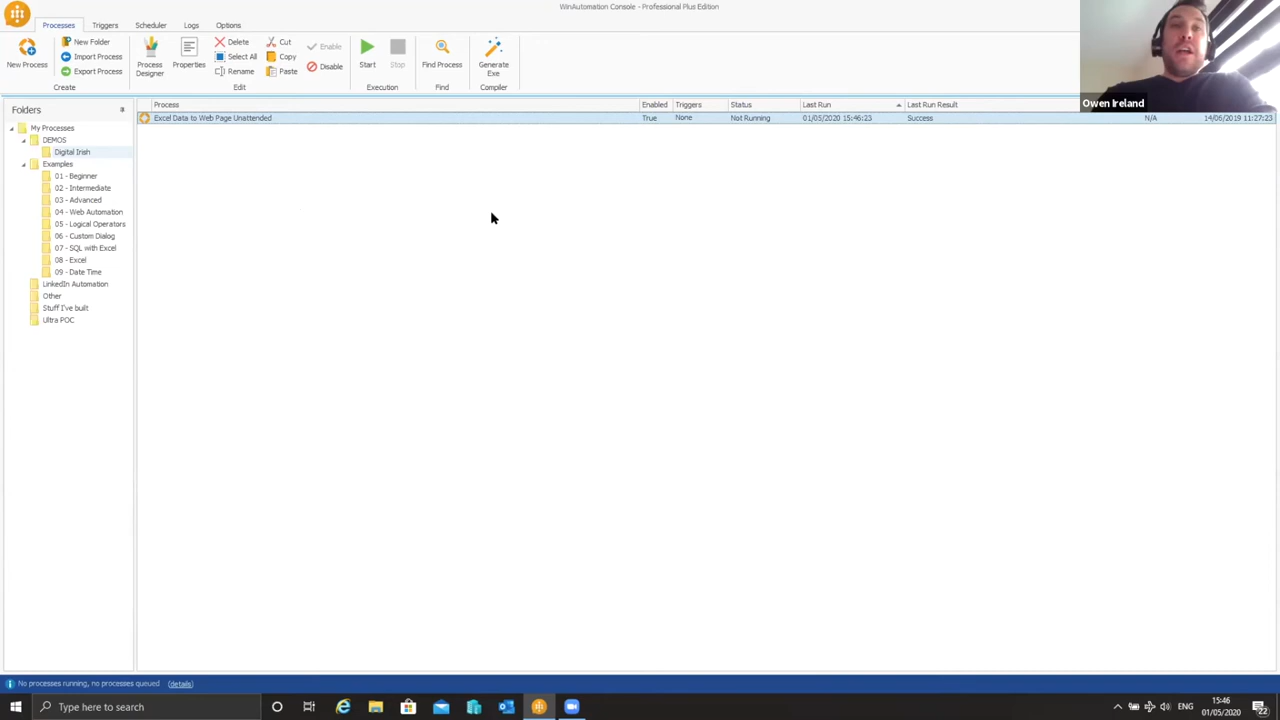 WinAutomation Console - Professional Plus Edition
Processes Triggers Scheduler Logs Options
New Process
New Folder
Import Process
Export Process
Create
Process Designer
Properties
Delete
Select All
Rename
Cut
Copy
Paste
Enable
Disable
Edit
Start
Stop
Execution
Find Process
Find
Generate Exe
Compiler
Owen Ireland
Folders
My Processes
DEMOS
Digital Irish
Examples
01 - Beginner
02 - Intermediate
03 - Advanced
04 - Web Automation
05 - Logical Operators
06 - Custom Dialog
07 - SQL with Excel
08 - Excel
09 - Date Time
LinkedIn Automation
Other
Stuff I've built
Ultra POC
Process Enabled Triggers Status Last Run Last Run Result
Excel Data to Web Page Unattended True None Not Running 01/05/2020 15:46:23 Success N/A 14/06/2019 11:27:23
No processes running, no processes queued (details)
Type here to search
ENG
15:46
01/05/2020
22